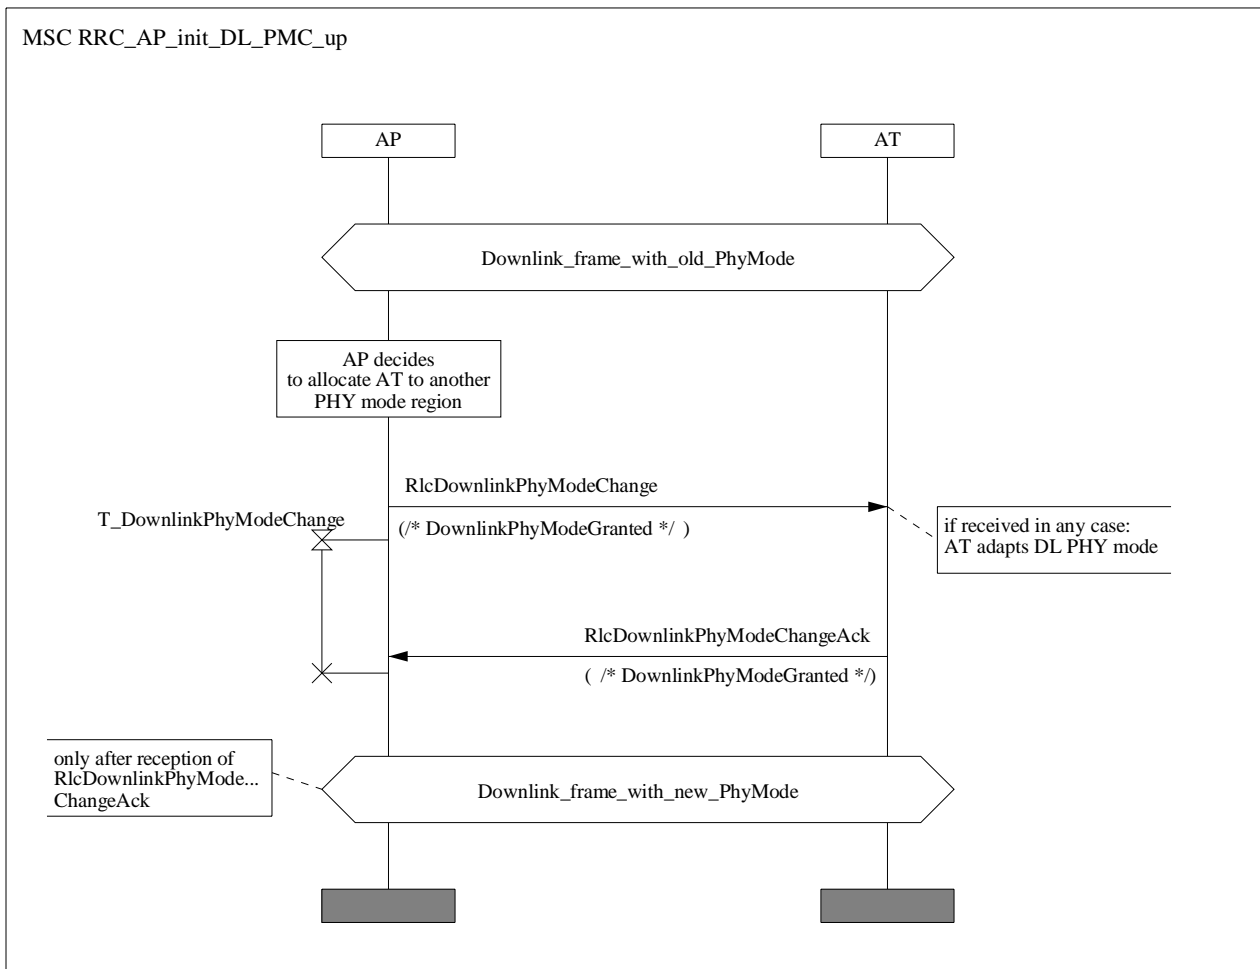 MSC RRC_AP_init_DL_PMC_up
AP
AT
Downlink_frame_with_old_PhyMode
AP decides
to allocate AT to another
PHY mode region
RlcDownlinkPhyModeChange
T_DownlinkPhyModeChange
(/* DownlinkPhyModeGranted */ )
if received in any case:
AT adapts DL PHY mode
RlcDownlinkPhyModeChangeAck
( /* DownlinkPhyModeGranted */)
only after reception of
RlcDownlinkPhyMode...
ChangeAck
Downlink_frame_with_new_PhyMode